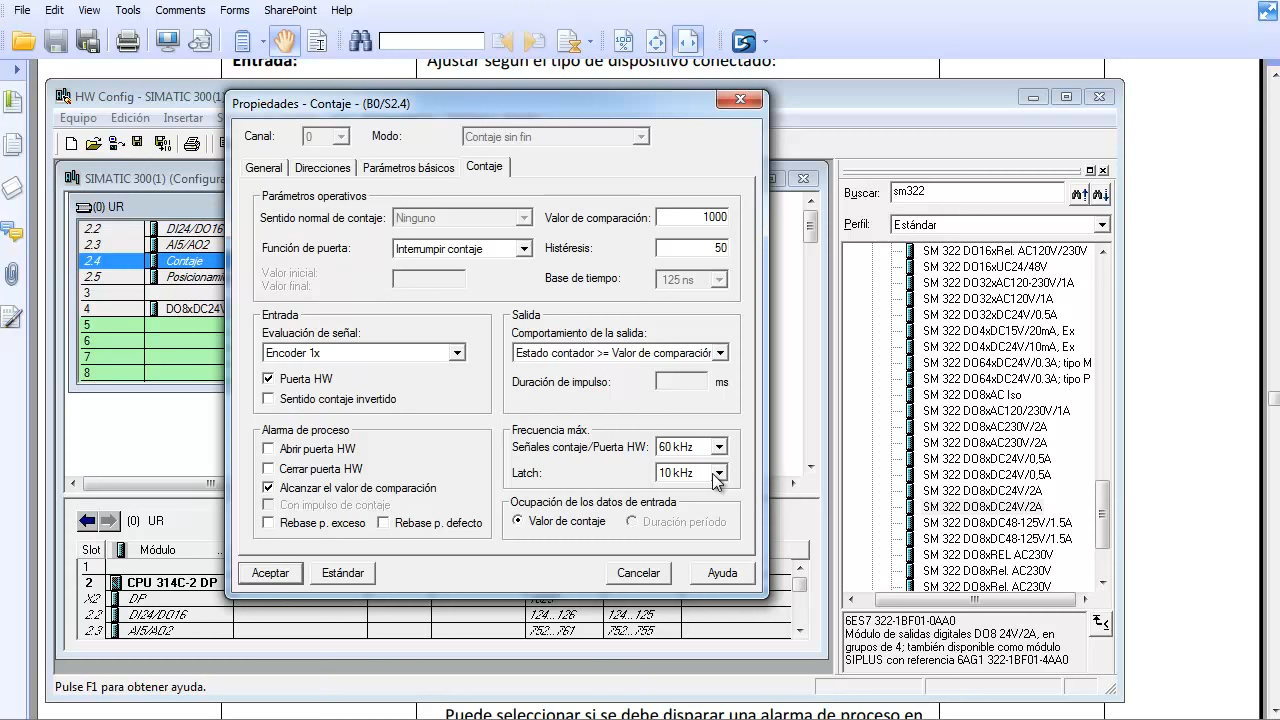 File Edit View Tools Comments Forms SharePoint Help
Entrada: Ajustar según el tipo de dispositivo conectado:
HW Config - SIMATIC 300(1)
Equipo Edición Insertar
SIMATIC 300(1) (Configura
(0) UR
2.2 DI24/DO16
2.3 AI5/AO2
2.4 Contaje
2.5 Posicionami
3
4 DO8xDC24V
5
6
7
8
Propiedades - Contaje - (B0/S2.4)
Canal: 0 Modo: Contaje sin fin
General Direcciones Parámetros básicos Contaje
Parámetros operativos
Sentido normal de contaje: Ninguno Valor de comparación: 1000
Función de puerta: Interrumpir contaje Histéresis: 50
Valor inicial:
Valor final:
Base de tiempo: 125 ns
Entrada
Evaluación de señal:
Encoder 1x
Puerta HW
Sentido contaje invertido
Salida
Comportamiento de la salida:
Estado contador >= Valor de comparación
Duración de impulso: ms
Alarma de proceso
Abrir puerta HW
Cerrar puerta HW
Alcanzar el valor de comparación
Con impulso de contaje
Rebase p. exceso Rebase p. defecto
Frecuencia máx.
Señales contaje/Puerta HW: 60 kHz
Latch: 10 kHz
Ocupación de los datos de entrada
Valor de contaje Duración período
Aceptar Estándar Cancelar Ayuda
(0) UR
Slot Módulo ...
1
2 CPU 314C-2 DP
X2 DP
2.2 DI24/DO16 124...126 124...125
2.3 AI5/AO2 752...761 752...755
Buscar: sm322
Perfil: Estándar
SM 322 DO16xRel. AC120V/230V
SM 322 DO16xUC24/48V
SM 322 DO32xAC120-230V/1A
SM 322 DO32xAC120V/1A
SM 322 DO32xDC24V/0.5A
SM 322 DO4xDC15V/20mA, Ex
SM 322 DO4xDC24V/10mA, Ex
SM 322 DO64xDC24V/0.3A; tipo M
SM 322 DO64xDC24V/0.3A; tipo P
SM 322 DO8xAC Iso
SM 322 DO8xAC120/230V/1A
SM 322 DO8xAC230V/2A
SM 322 DO8xAC230V/2A
SM 322 DO8xDC24V/0,5A
SM 322 DO8xDC24V/0,5A
SM 322 DO8xDC24V/2A
SM 322 DO8xDC24V/2A
SM 322 DO8xDC48-125V/1.5A
SM 322 DO8xDC48-125V/1.5A
SM 322 DO8xREL AC230V
SM 322 DO8xRel. AC230V
SM 322 DO8xRel. AC230V
6ES7 322-1BF01-0AA0
Módulo de salidas digitales DO8 24V/2A, en
grupos de 4; también disponible como módulo
SIPLUS con referencia 6AG1 322-1BF01-4AA0
Pulse F1 para obtener ayuda.
Puede seleccionar si se debe disparar una alarma de proceso en